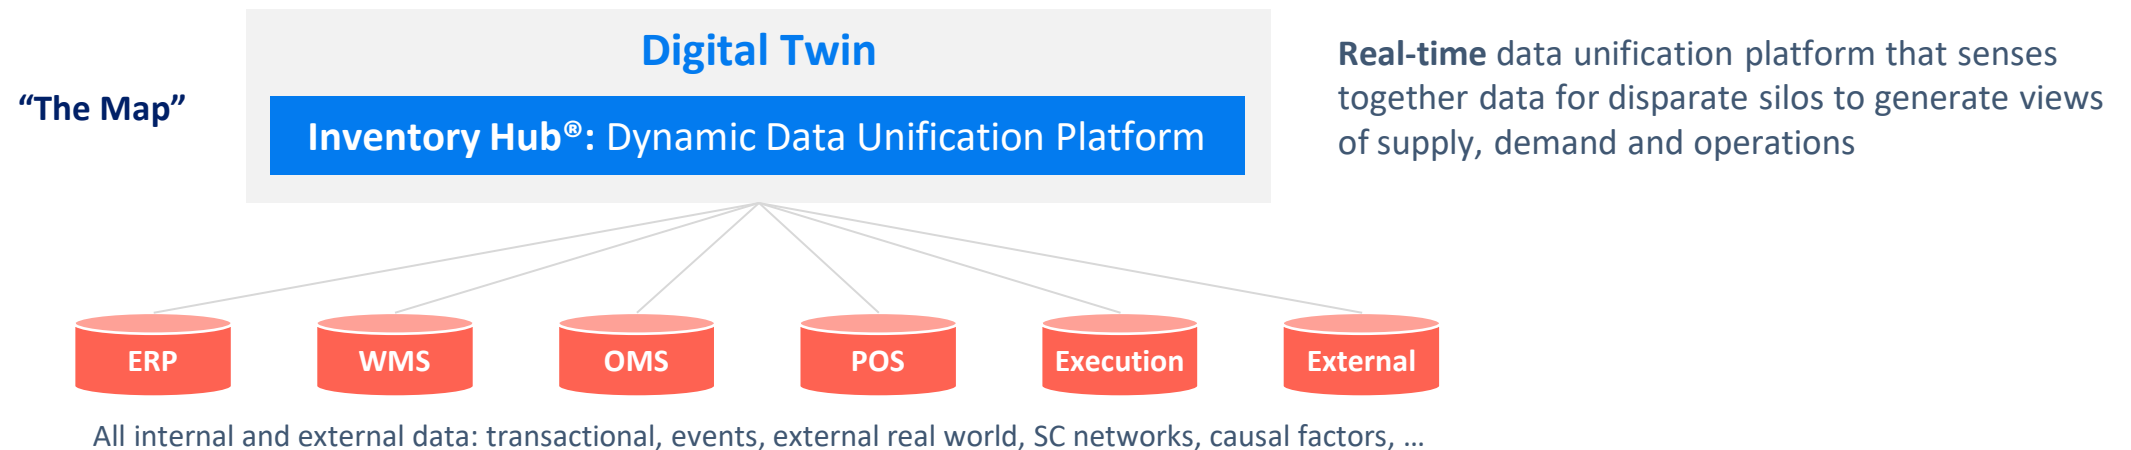 Digital Twin
“The Map”
Inventory Hub®: Dynamic Data Unification Platform
Real-time data unification platform that senses
together data for disparate silos to generate views
of supply, demand and operations
ERP
WMS
OMS
POS
Execution
External
All internal and external data: transactional, events, external real world, SC networks, causal factors, …